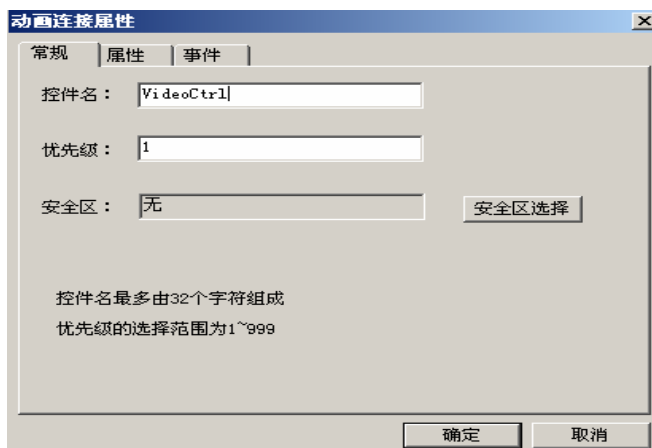 动画连接属性
常规 属性 事件
控件名： VideoCtrl
优先级： 1
安全区： 无 安全区选择
控件名最多由32个字符组成
优先级的选择范围为1~999
确定 取消